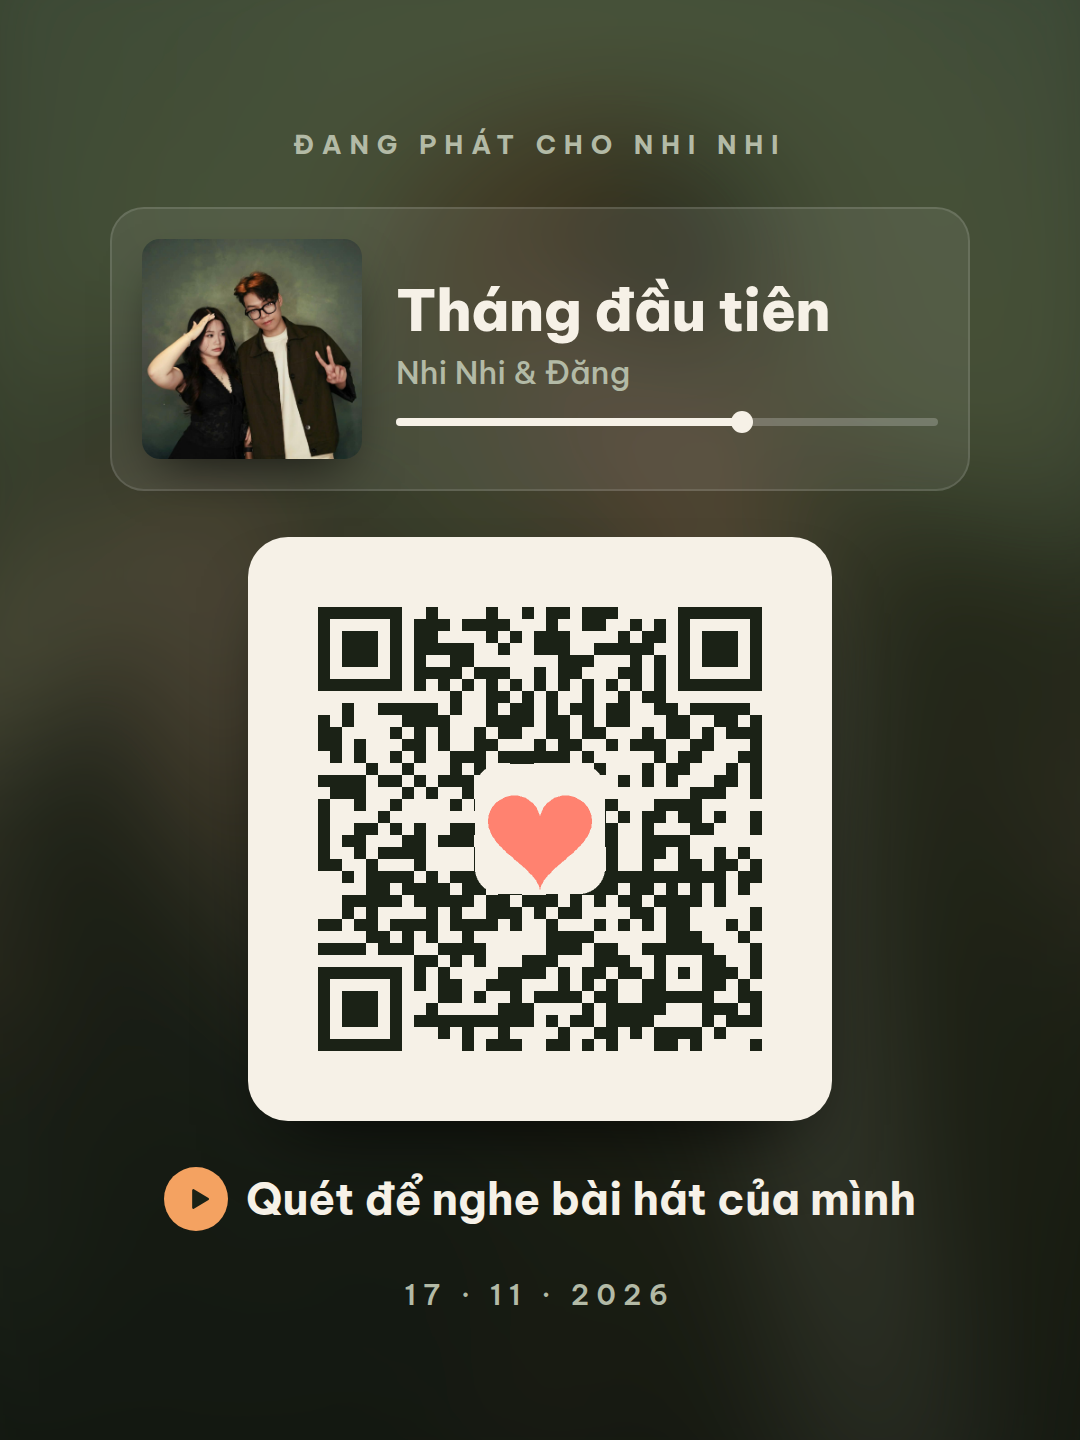 ĐANG PHÁT CHO NHI NHI
Tháng đầu tiên
Nhi Nhi & Đăng
Quét để nghe bài hát của mình
17 · 11 · 2026